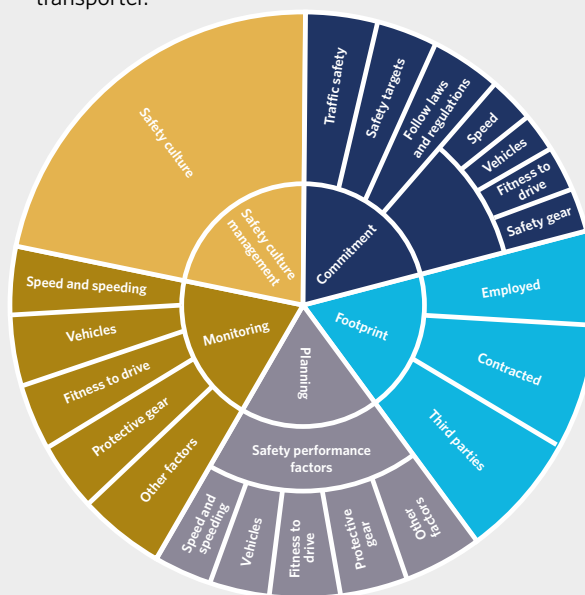 transporter.
Traffic safety
Safety targets
Follow laws
and regulations
Speed
Vehicles
Fitness to
drive
Safety gear
Commitment
Employed
Contracted
Third parties
Footprint
Planning
Safety performance
factors
Speed and
speeding
Vehicles
Fitness to
drive
Protective
gear
Other
factors
Monitoring
Speed and speeding
Vehicles
Fitness to drive
Protective gear
Other factors
Safety culture
management
Safety culture